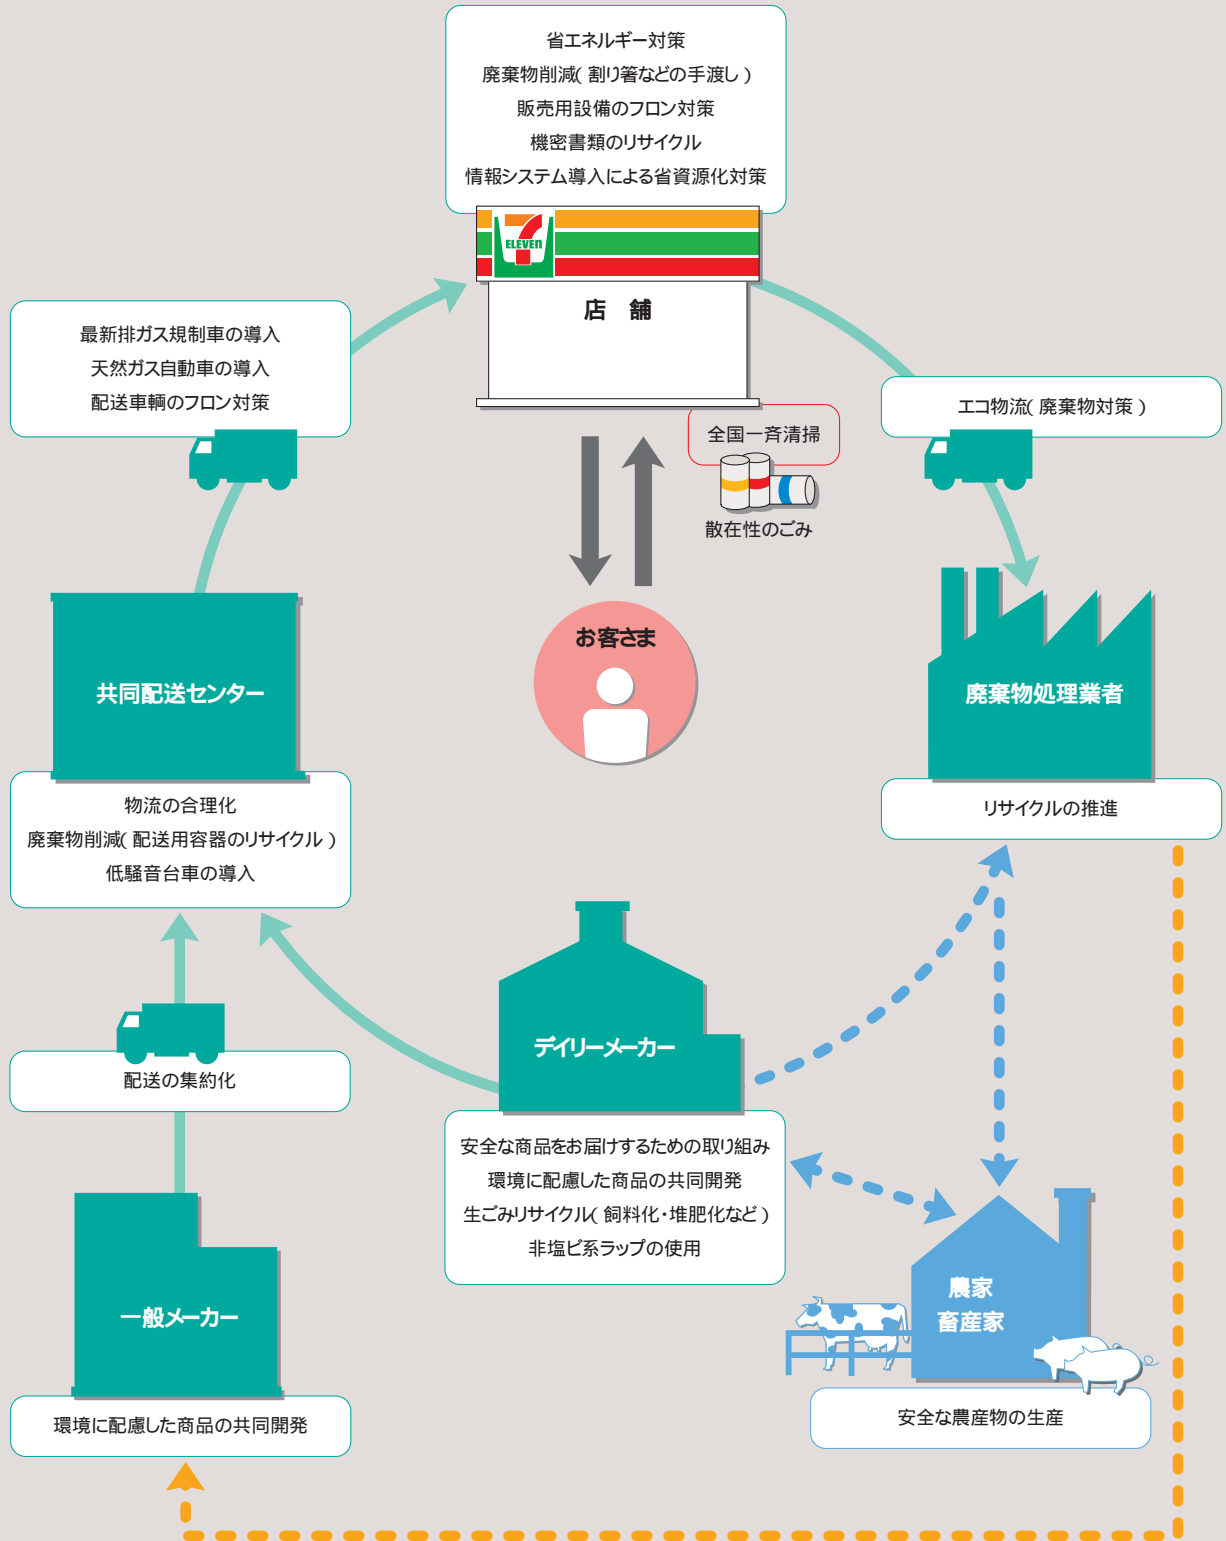 省エネルギー対策
廃棄物削減(割り箸などの手渡し)
販売用設備のフロン対策
機密書類のリサイクル
情報システム導入による省資源化対策
7
ELEVEn
店 舗
最新排ガス規制車の導入
天然ガス自動車の導入
配送車輌のフロン対策
エコ物流(廃棄物対策)
全国一斉清掃
散在性のごみ
お客さま
共同配送センター
廃棄物処理業者
物流の合理化
廃棄物削減(配送用容器のリサイクル)
低騒音台車の導入
リサイクルの推進
デイリーメーカー
配送の集約化
安全な商品をお届けするための取り組み
環境に配慮した商品の共同開発
生ごみリサイクル(飼料化・堆肥化など)
非塩ビ系ラップの使用
一般メーカー
農家
畜産家
環境に配慮した商品の共同開発
安全な農産物の生産